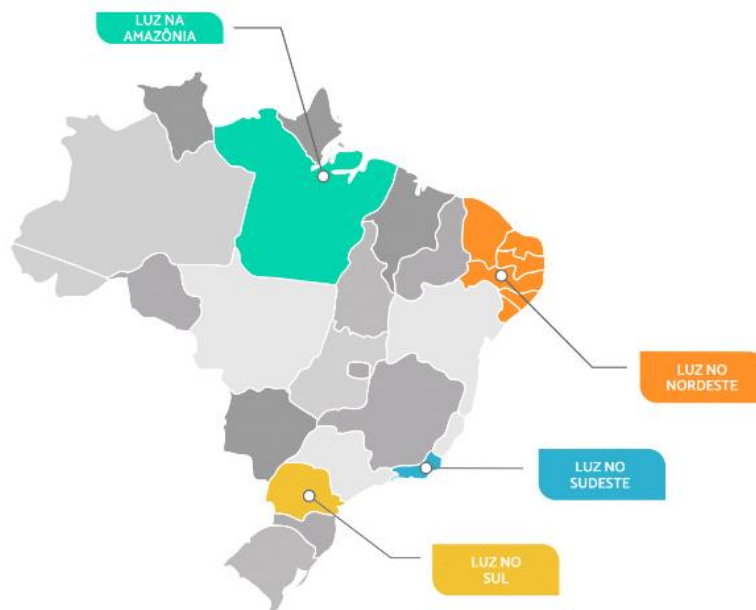 LUZ NA
AMAZÔNIA
LUZ NO
NORDESTE
LUZ NO
SUDESTE
LUZ NO
SUL